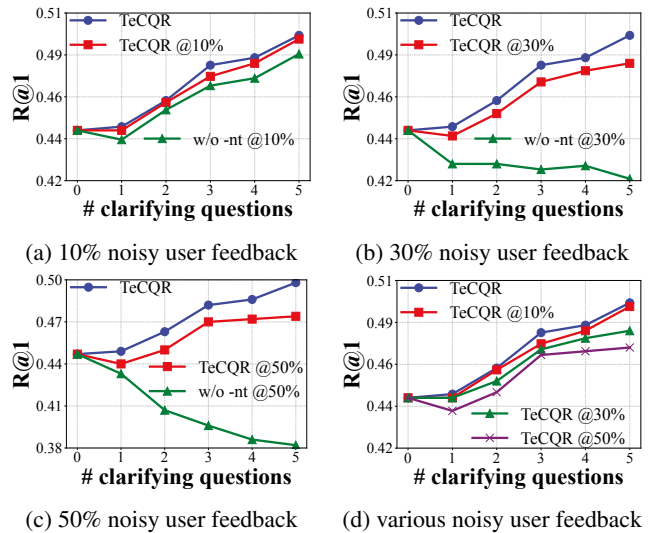 0.51
0.49
0.46
0.44
0.42
R@1
TeCQR
TeCQR @10%
w/o -nt @10%
0 1 2 3 4 5
# clarifying questions
(a) 10% noisy user feedback
0.51
0.49
0.46
0.44
0.42
R@1
TeCQR
TeCQR @30%
w/o -nt @30%
0 1 2 3 4 5
# clarifying questions
(b) 30% noisy user feedback
0.50
0.47
0.44
0.41
0.38
R@1
TeCQR
TeCQR @50%
w/o -nt @50%
0 1 2 3 4 5
# clarifying questions
(c) 50% noisy user feedback
0.51
0.49
0.46
0.44
0.42
R@1
TeCQR
TeCQR @10%
TeCQR @30%
TeCQR @50%
0 1 2 3 4 5
# clarifying questions
(d) various noisy user feedback